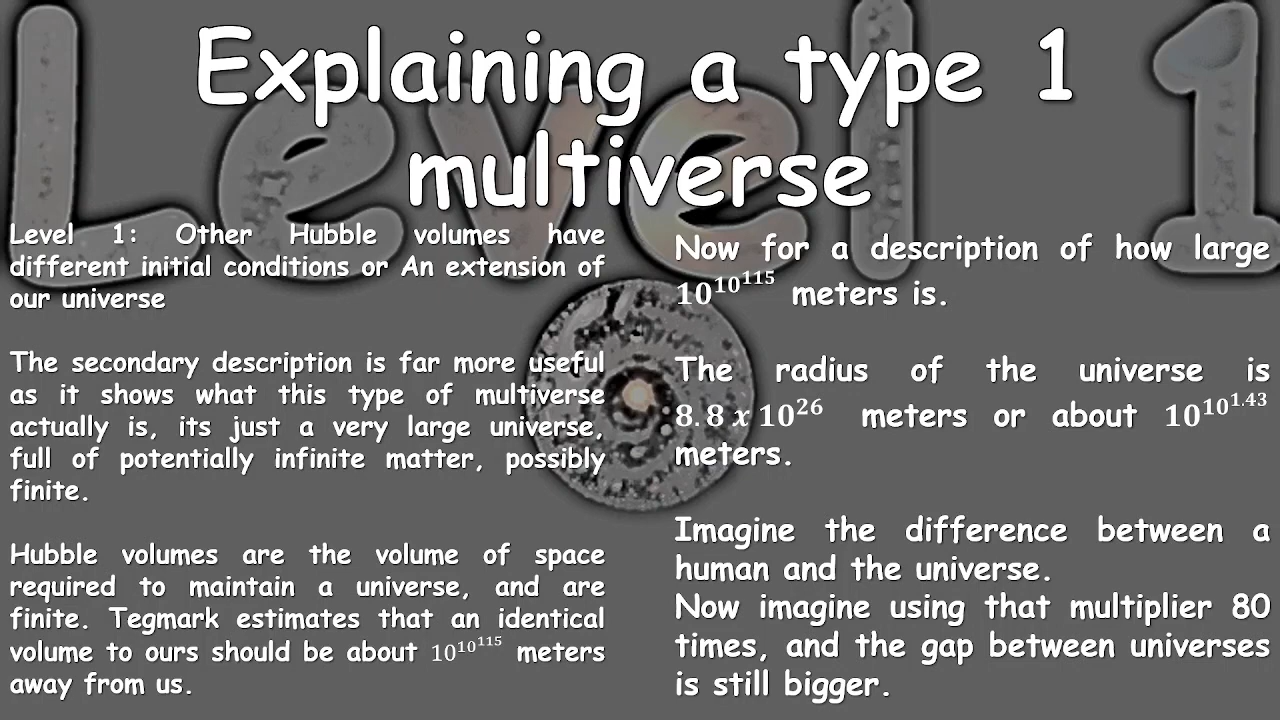 Level 1
Explaining a type 1
multiverse
Level 1: Other Hubble volumes have
different initial conditions or An extension of
our universe
The secondary description is far more useful
as it shows what this type of multiverse
actually is, its just a very large universe,
full of potentially infinite matter, possibly
finite.
Hubble volumes are the volume of space
required to maintain a universe, and are
finite. Tegmark estimates that an identical
volume to ours should be about 10^10^115 meters
away from us.
Now for a description of how large
10^10^115 meters is.
The radius of the universe is
8.8 x 10^26 meters or about 10^10^1.43
meters.
Imagine the difference between a
human and the universe.
Now imagine using that multiplier 80
times, and the gap between universes
is still bigger.